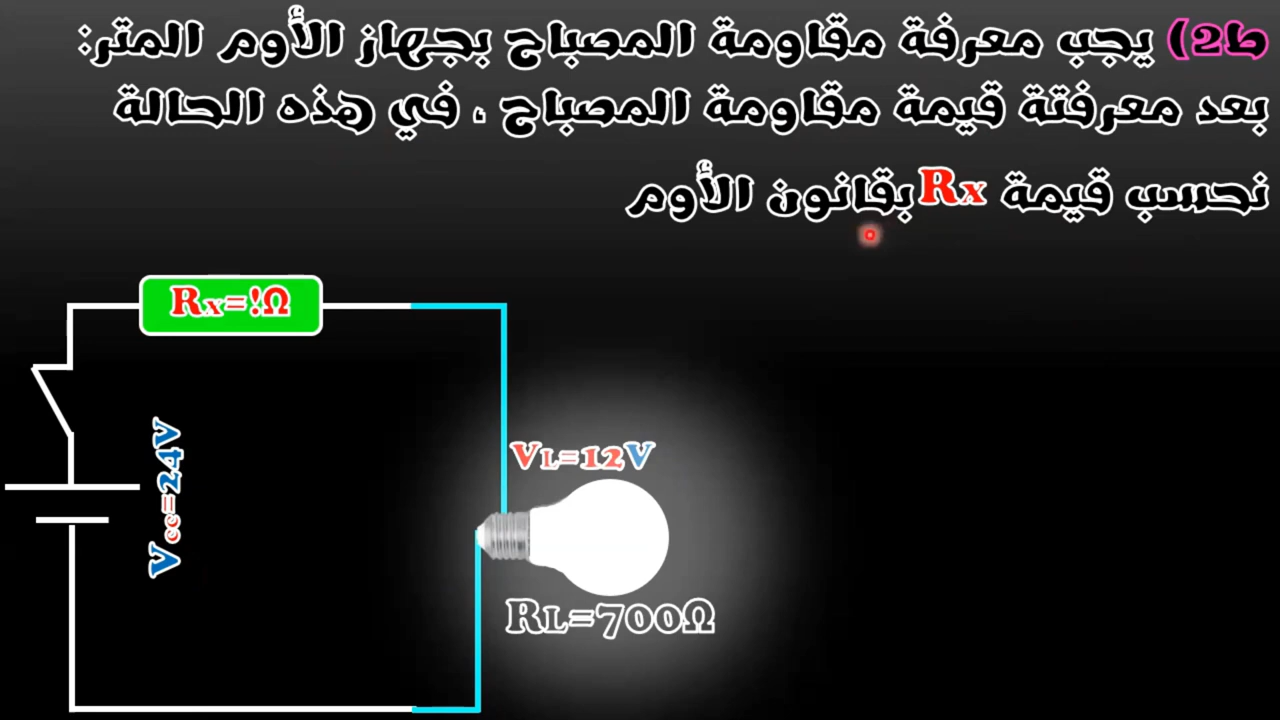 ط2) يجب معرفة مقاومة المصباح بجهاز الأوم المتر:
بعد معرفتة قيمة مقاومة المصباح ، في هذه الحالة
نحسب قيمة Rx بقانون الأوم
Rx=!Ω
Vcc=24V
VL=12V
RL=700Ω